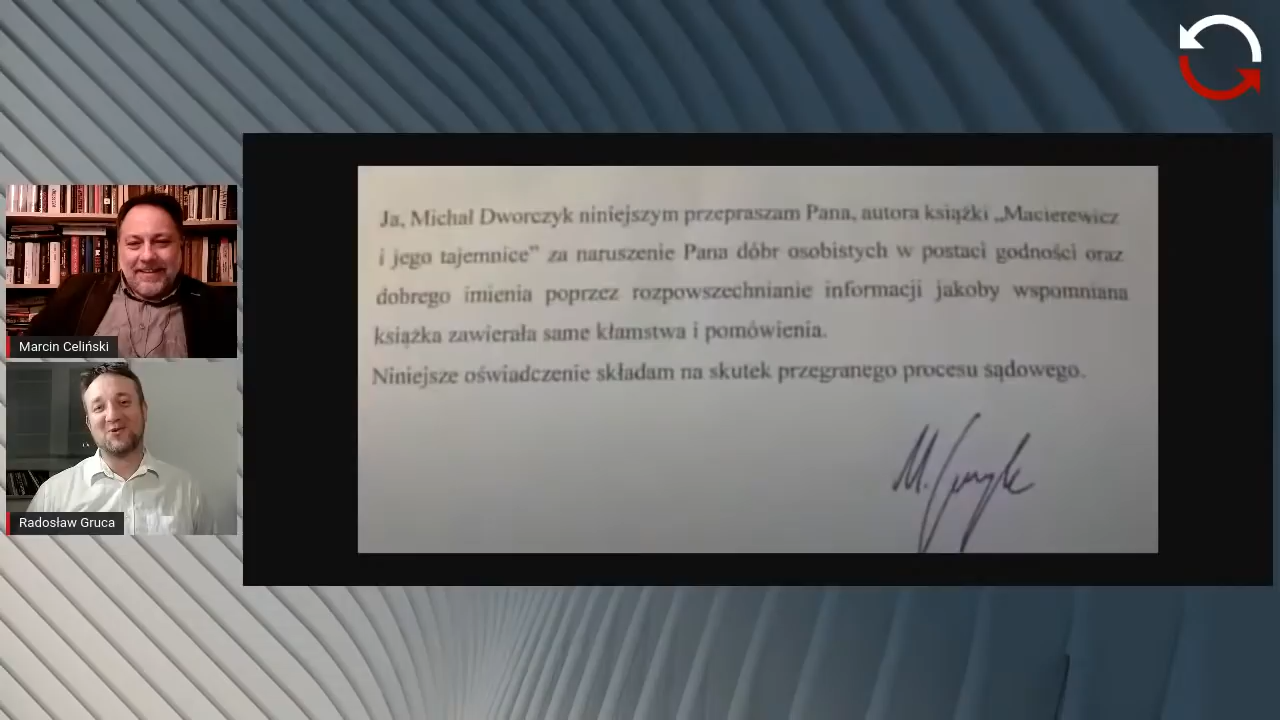 Marcin Celiński
Radosław Gruca
Ja, Michał Dworczyk niniejszym przepraszam Pana, autora książki „Macierewicz
i jego tajemnice” za naruszenie Pana dóbr osobistych w postaci godności oraz
dobrego imienia poprzez rozpowszechnianie informacji jakoby wspomniana
książka zawierała same kłamstwa i pomówienia.
Niniejsze oświadczenie składam na skutek przegranego procesu sądowego.